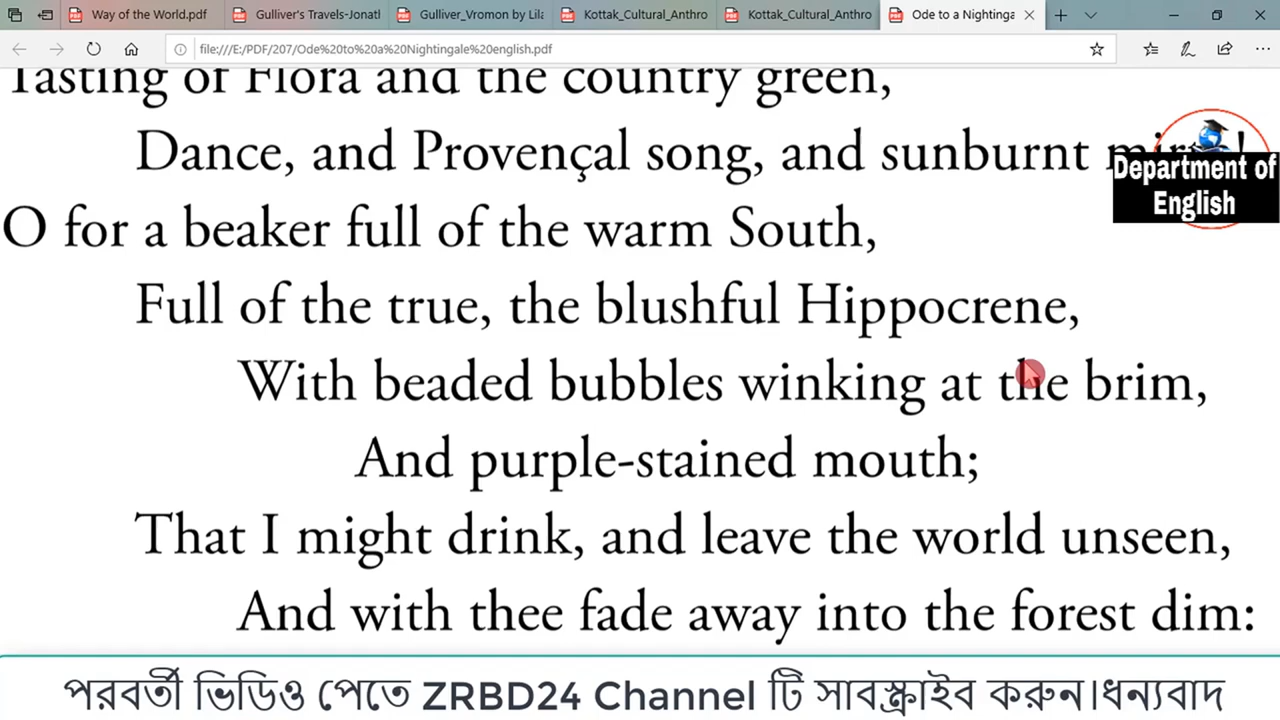 Way of the World.pdf
Gulliver's Travels-Jonatl
Gulliver_Vromon by Lila
Kottak_Cultural_Anthro
Kottak_Cultural_Anthro
Ode to a Nightinga
file:///E:/PDF/207/Ode%20to%20a%20Nightingale%20english.pdf
Tasting of Flora and the country green,
Dance, and Provençal song, and sunburnt
Department of
English
O for a beaker full of the warm South,
Full of the true, the blushful Hippocrene,
With beaded bubbles winking at the brim,
And purple-stained mouth;
That I might drink, and leave the world unseen,
And with thee fade away into the forest dim:
পরবর্তী ভিডিও পেতে ZRBD24 Channel টি সাবস্ক্রাইব করুন।ধন্যবাদ